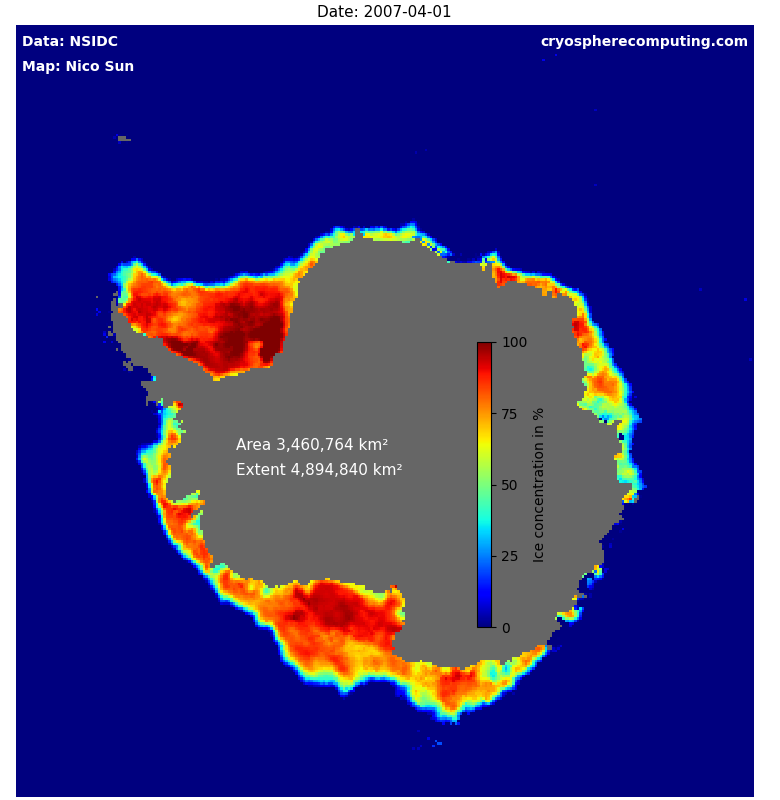 Date: 2007-04-01
Data: NSIDC
cryospherecomputing.com
Map: Nico Sun
100
75
Area 3,460,764 km²
Extent 4,894,840 km²
50
25
0
Ice concentration in %